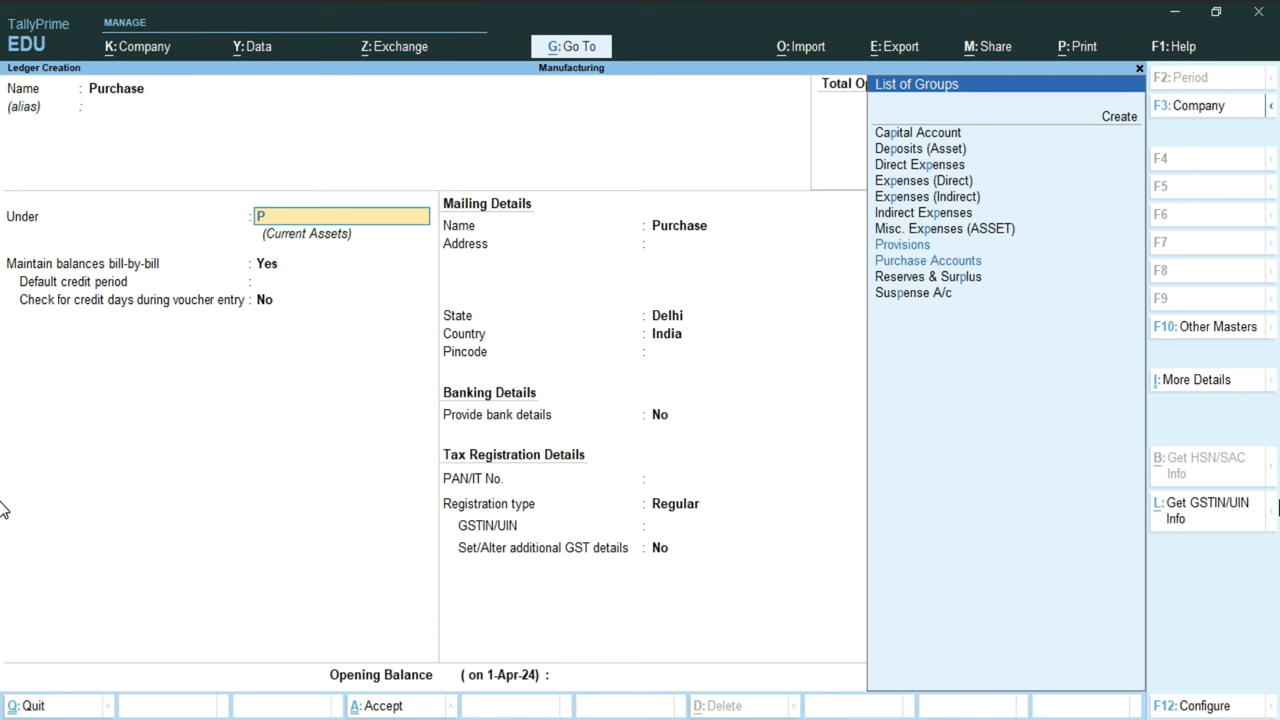 TallyPrime
EDU
MANAGE
K:Company
Y:Data
Z:Exchange
G:Go To
O:Import
E:Export
M:Share
P:Print
F1:Help
Ledger Creation
Manufacturing
×
Name : Purchase
(alias) :
Total O
Under : P
(Current Assets)
Maintain balances bill-by-bill : Yes
Default credit period :
Check for credit days during voucher entry : No
Mailing Details
Name : Purchase
Address :
State : Delhi
Country : India
Pincode :
Banking Details
Provide bank details : No
Tax Registration Details
PAN/IT No. :
Registration type : Regular
GSTIN/UIN :
Set/Alter additional GST details : No
Opening Balance ( on 1-Apr-24) :
List of Groups
Create
Capital Account
Deposits (Asset)
Direct Expenses
Expenses (Direct)
Expenses (Indirect)
Indirect Expenses
Misc. Expenses (ASSET)
Provisions
Purchase Accounts
Reserves & Surplus
Suspense A/c
F2: Period
F3: Company
F4
F5
F6
F7
F8
F9
F10: Other Masters
I: More Details
B: Get HSN/SAC
Info
L: Get GSTIN/UIN
Info
Q: Quit
A: Accept
D: Delete
F12: Configure